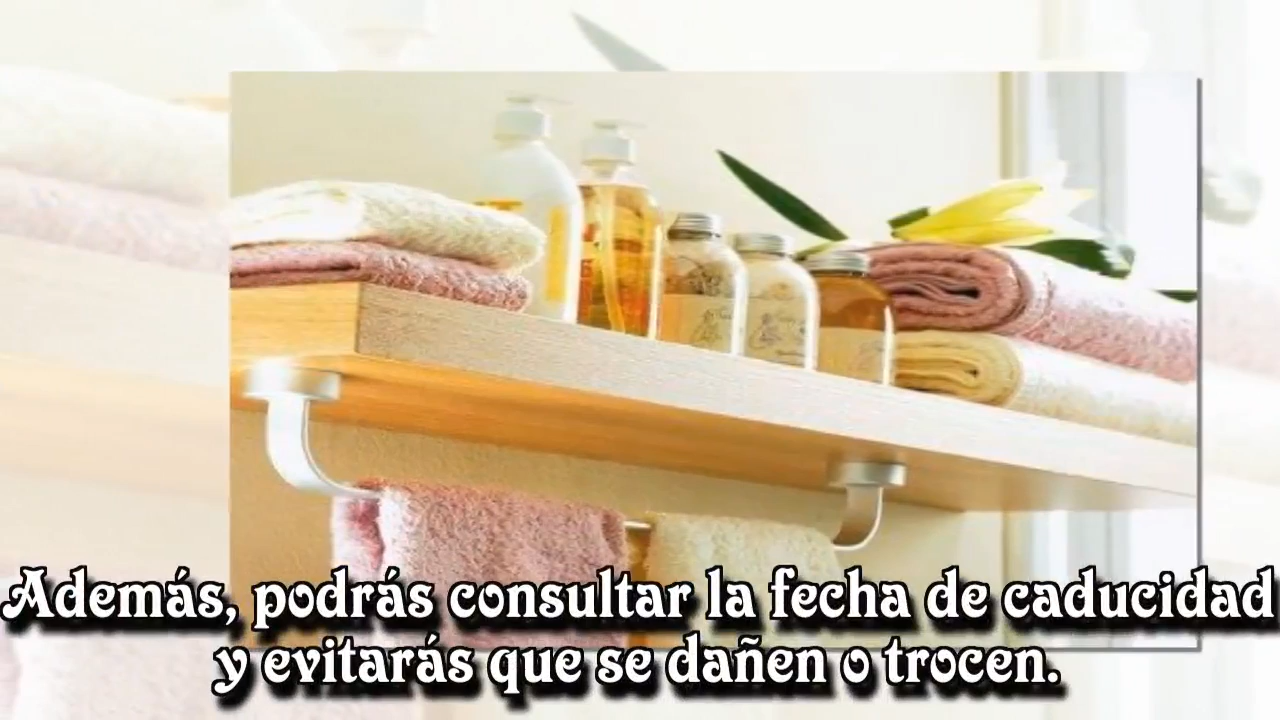 Además, podrás consultar la fecha de caducidad
y evitarás que se dañen o trocen.